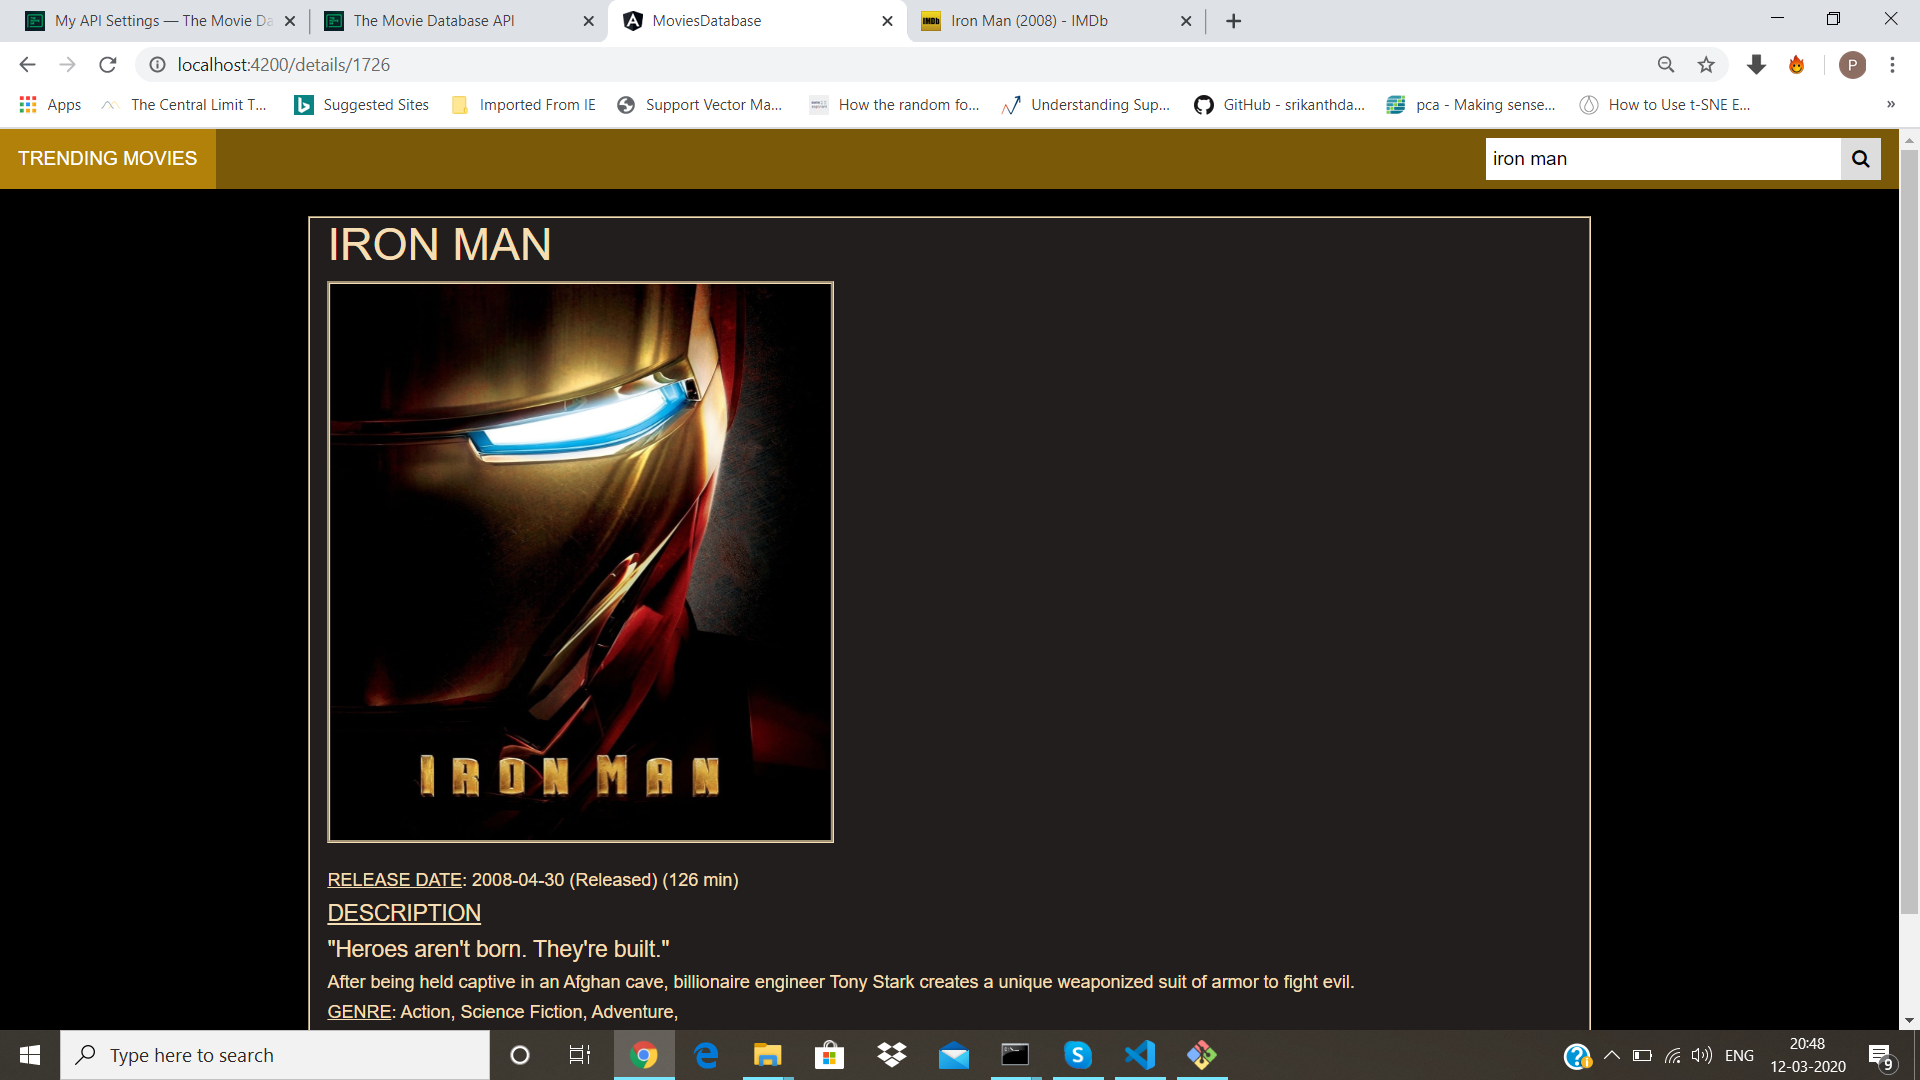 My API Settings — The Movie Da
The Movie Database API
MoviesDatabase
IMDb
Iron Man (2008) - IMDb
localhost:4200/details/1726
P
Apps
The Central Limit T...
Suggested Sites
Imported From IE
Support Vector Ma...
How the random fo...
Understanding Sup...
GitHub - srikanthda...
pca - Making sense...
How to Use t-SNE E...
»
TRENDING MOVIES
iron man
IRON MAN
IRON MAN
RELEASE DATE: 2008-04-30 (Released) (126 min)
DESCRIPTION
"Heroes aren't born. They're built."
After being held captive in an Afghan cave, billionaire engineer Tony Stark creates a unique weaponized suit of armor to fight evil.
GENRE: Action, Science Fiction, Adventure,
Type here to search
ENG
20:48
12-03-2020
9